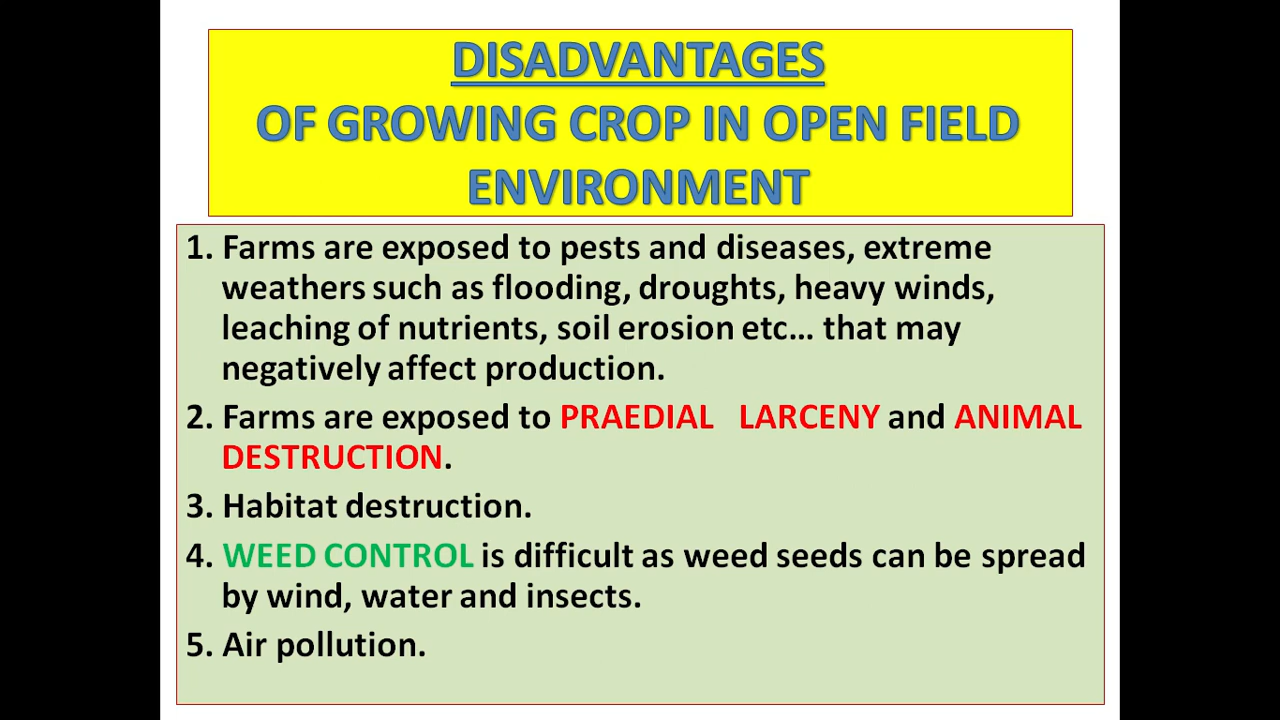 DISADVANTAGES
OF GROWING CROP IN OPEN FIELD
ENVIRONMENT
1. Farms are exposed to pests and diseases, extreme
weathers such as flooding, droughts, heavy winds,
leaching of nutrients, soil erosion etc… that may
negatively affect production.
2. Farms are exposed to PRAEDIAL LARCENY and ANIMAL
DESTRUCTION.
3. Habitat destruction.
4. WEED CONTROL is difficult as weed seeds can be spread
by wind, water and insects.
5. Air pollution.